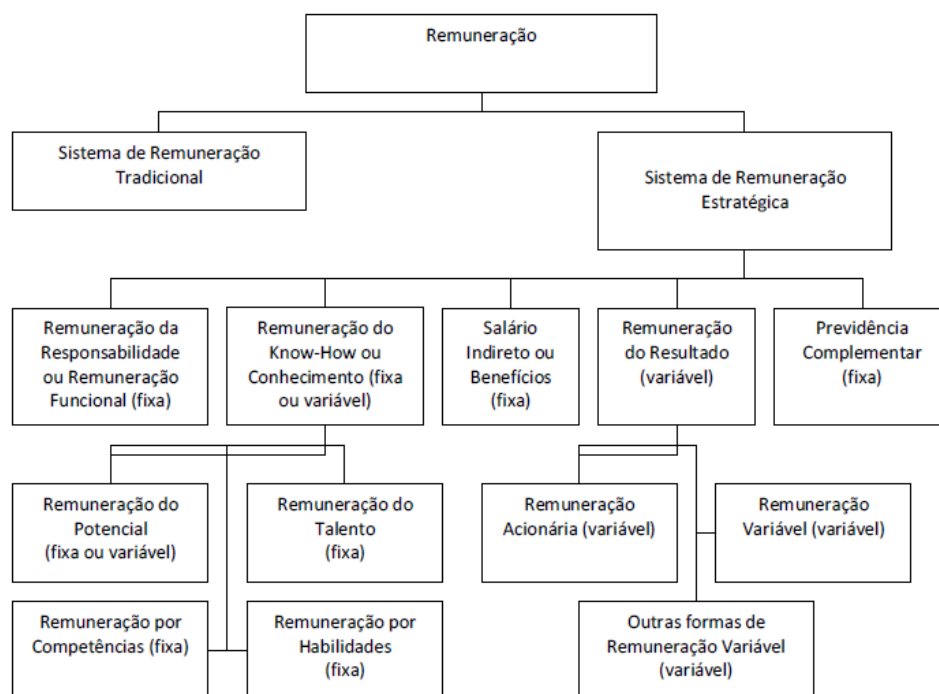 Remuneração
Sistema de Remuneração
Tradicional
Sistema de Remuneração
Estratégica
Remuneração da
Responsabilidade
ou Remuneração
Funcional (fixa)
Remuneração do
Know-How ou
Conhecimento (fixa
ou variável)
Salário
Indireto ou
Benefícios
(fixa)
Remuneração
do Resultado
(variável)
Previdência
Complementar
(fixa)
Remuneração do
Potencial
(fixa ou variável)
Remuneração do
Talento
(fixa)
Remuneração
Acionária (variável)
Remuneração
Variável (variável)
Remuneração por
Competências (fixa)
Remuneração por
Habilidades
(fixa)
Outras formas de
Remuneração Variável
(variável)